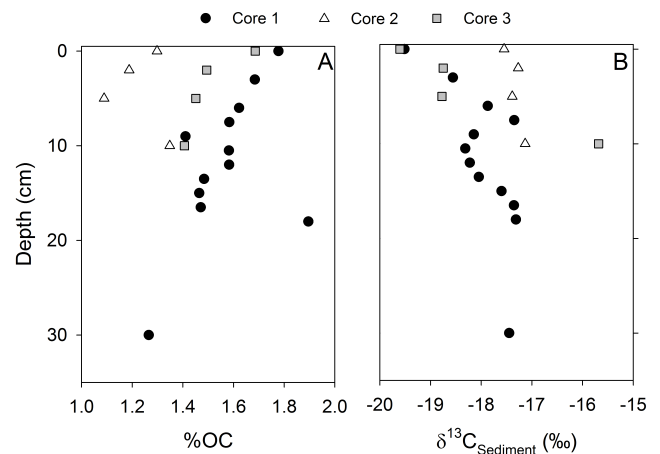 Core 1 Core 2 Core 3
A B
0
10
20
30
Depth (cm)
1.0 1.2 1.4 1.6 1.8 2.0
-20 -19 -18 -17 -16 -15
%OC
δ¹³C_Sediment (‰)